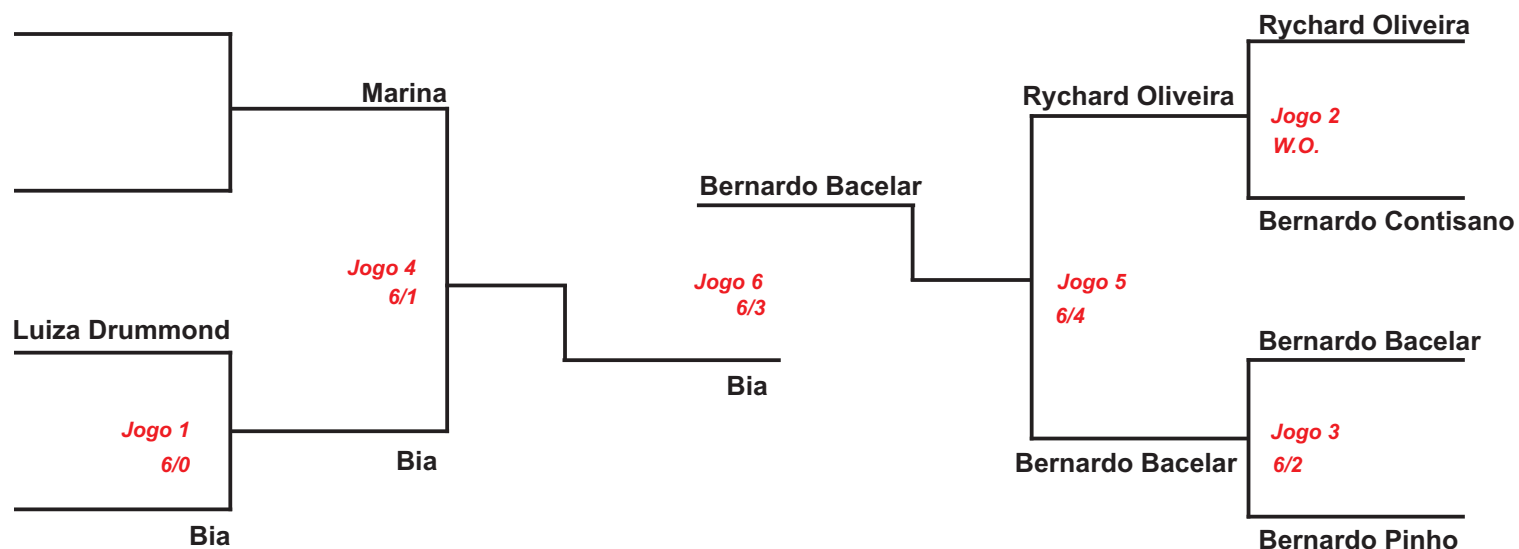 Rychard Oliveira
Marina
Rychard Oliveira
Jogo 2
W.O.
Bernardo Bacelar
Bernardo Contisano
Jogo 4
6/1
Jogo 6
6/3
Jogo 5
6/4
Luiza Drummond
Bernardo Bacelar
Bia
Jogo 1
6/0
Bia
Bernardo Bacelar
Jogo 3
6/2
Bia
Bernardo Pinho